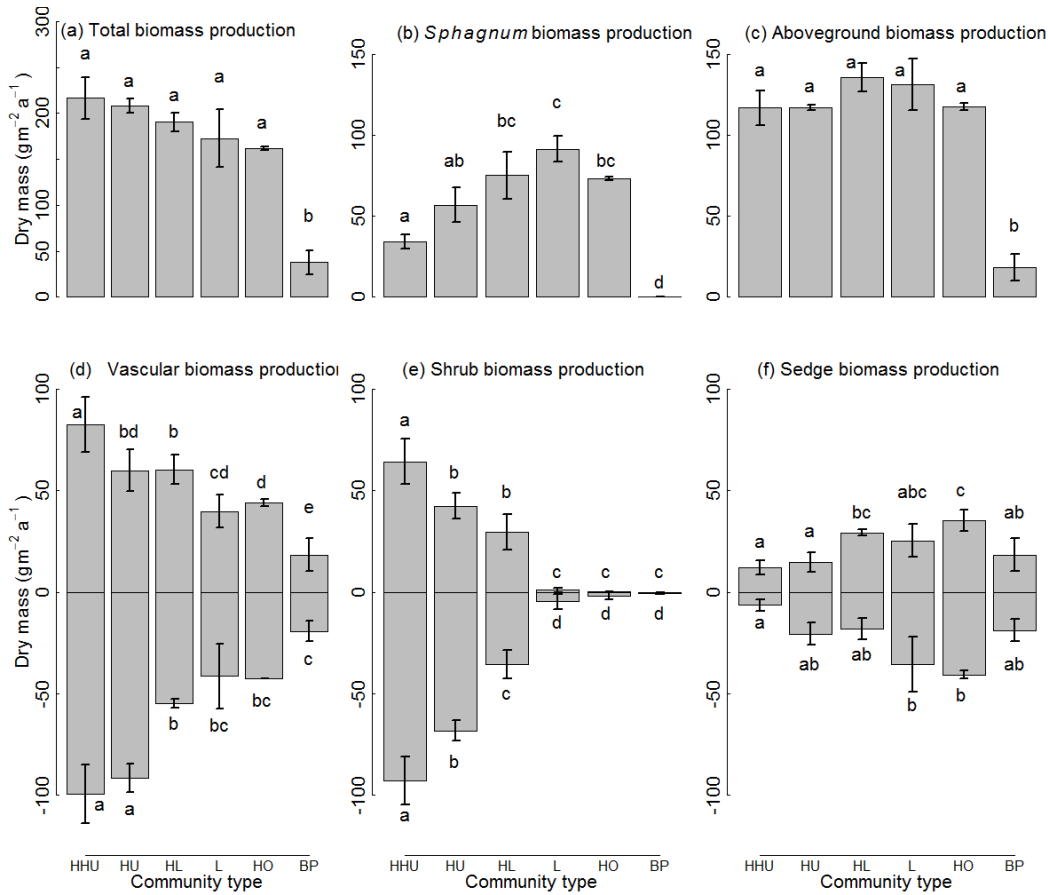 (a) Total biomass production
(b) Sphagnum biomass production
(c) Aboveground biomass production
Dry mass (gm−2 a−1)
300
200
100
50
0
a
a
a
a
a
b
150
100
50
0
a
ab
bc
c
bc
d
150
100
50
0
a
a
a
a
a
b
(d) Vascular biomass production
(e) Shrub biomass production
(f) Sedge biomass production
Dry mass (gm−2 a−1)
100
50
0
-50
-100
a
bd
b
cd
d
e
a
a
b
bc
bc
c
100
50
0
-50
-100
a
b
b
c
c
c
a
b
c
d
d
d
100
50
0
-50
-100
a
a
bc
abc
c
ab
a
ab
ab
b
b
ab
HHU HU HL L HO BP
Community type
HHU HU HL L HO BP
Community type
HHU HU HL L HO BP
Community type